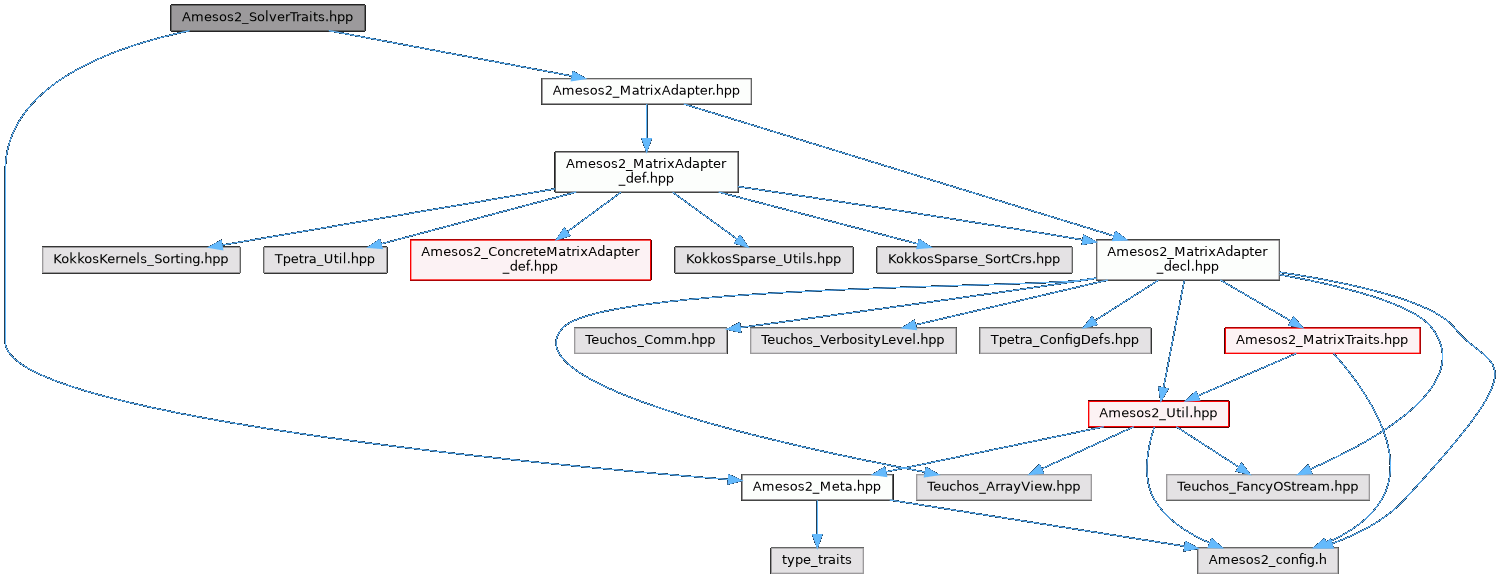 Amesos2_SolverTraits.hpp
Amesos2_MatrixAdapter.hpp
Amesos2_MatrixAdapter
_def.hpp
KokkosKernels_Sorting.hpp
Tpetra_Util.hpp
Amesos2_ConcreteMatrixAdapter
_def.hpp
KokkosSparse_Utils.hpp
KokkosSparse_SortCrs.hpp
Amesos2_MatrixAdapter
_decl.hpp
Teuchos_Comm.hpp
Teuchos_VerbosityLevel.hpp
Tpetra_ConfigDefs.hpp
Amesos2_MatrixTraits.hpp
Amesos2_Util.hpp
Amesos2_Meta.hpp
Teuchos_ArrayView.hpp
Teuchos_FancyOStream.hpp
type_traits
Amesos2_config.h